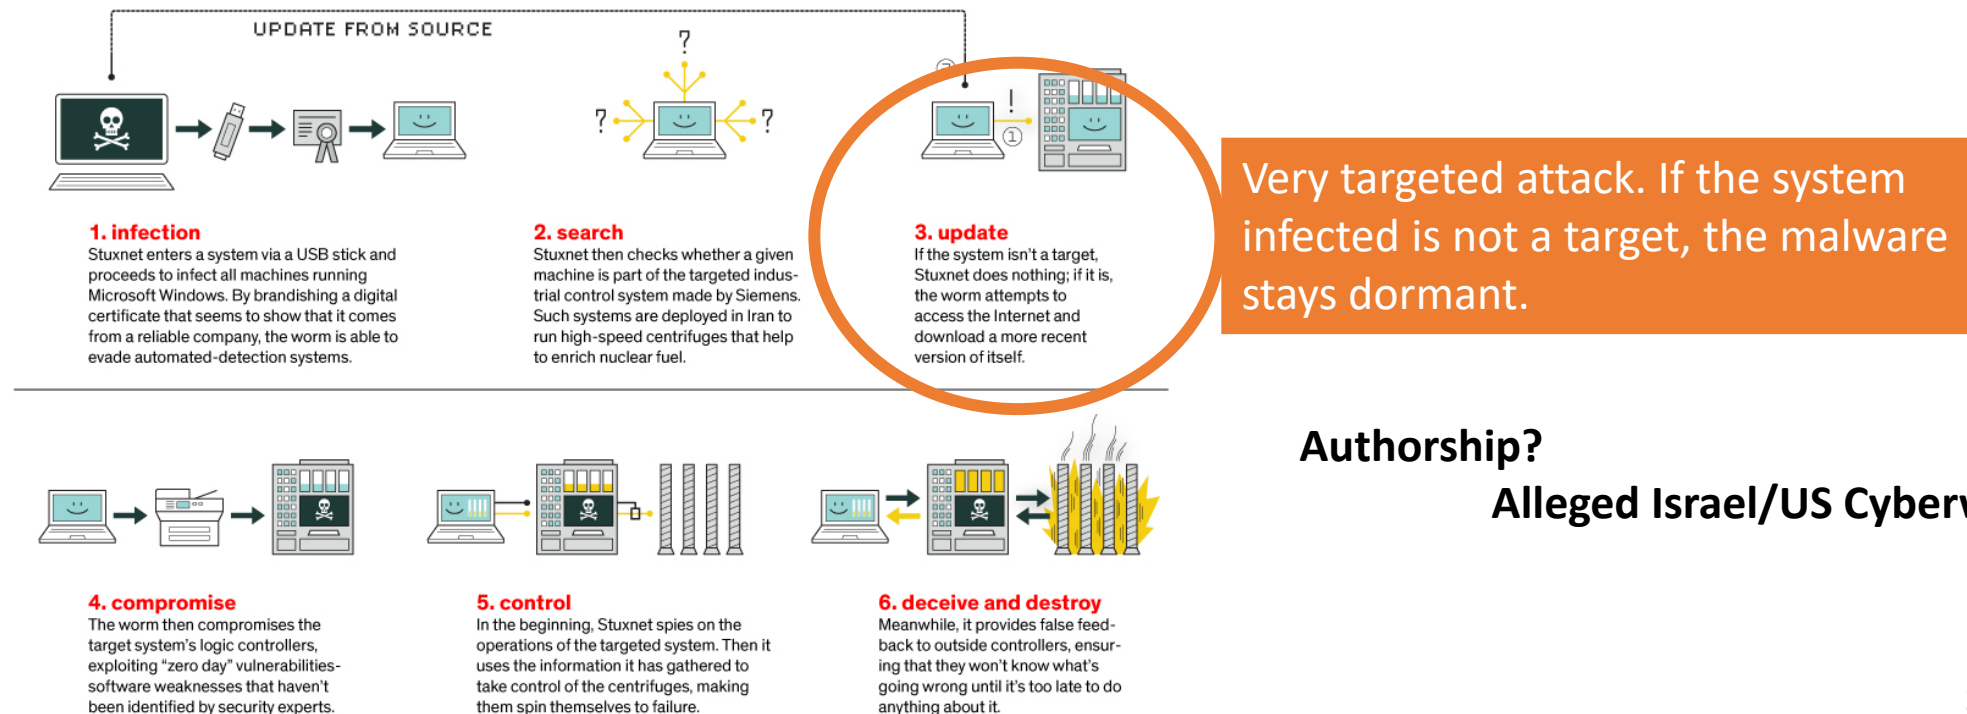 UPDATE FROM SOURCE
?
?
?
!
1
1. infection
Stuxnet enters a system via a USB stick and
proceeds to infect all machines running
Microsoft Windows. By brandishing a digital
certificate that seems to show that it comes
from a reliable company, the worm is able to
evade automated-detection systems.
2. search
Stuxnet then checks whether a given
machine is part of the targeted indus-
trial control system made by Siemens.
Such systems are deployed in Iran to
run high-speed centrifuges that help
to enrich nuclear fuel.
3. update
If the system isn't a target,
Stuxnet does nothing; if it is,
the worm attempts to
access the Internet and
download a more recent
version of itself.
Very targeted attack. If the system
infected is not a target, the malware
stays dormant.
Authorship?
Alleged Israel/US
4. compromise
The worm then compromises the
target system's logic controllers,
exploiting "zero day" vulnerabilities-
software weaknesses that haven't
been identified by security experts.
5. control
In the beginning, Stuxnet spies on the
operations of the targeted system. Then it
uses the information it has gathered to
take control of the centrifuges, making
them spin themselves to failure.
6. deceive and destroy
Meanwhile, it provides false feed-
back to outside controllers, ensur-
ing that they won't know what's
going wrong until it's too late to do
anything about it.